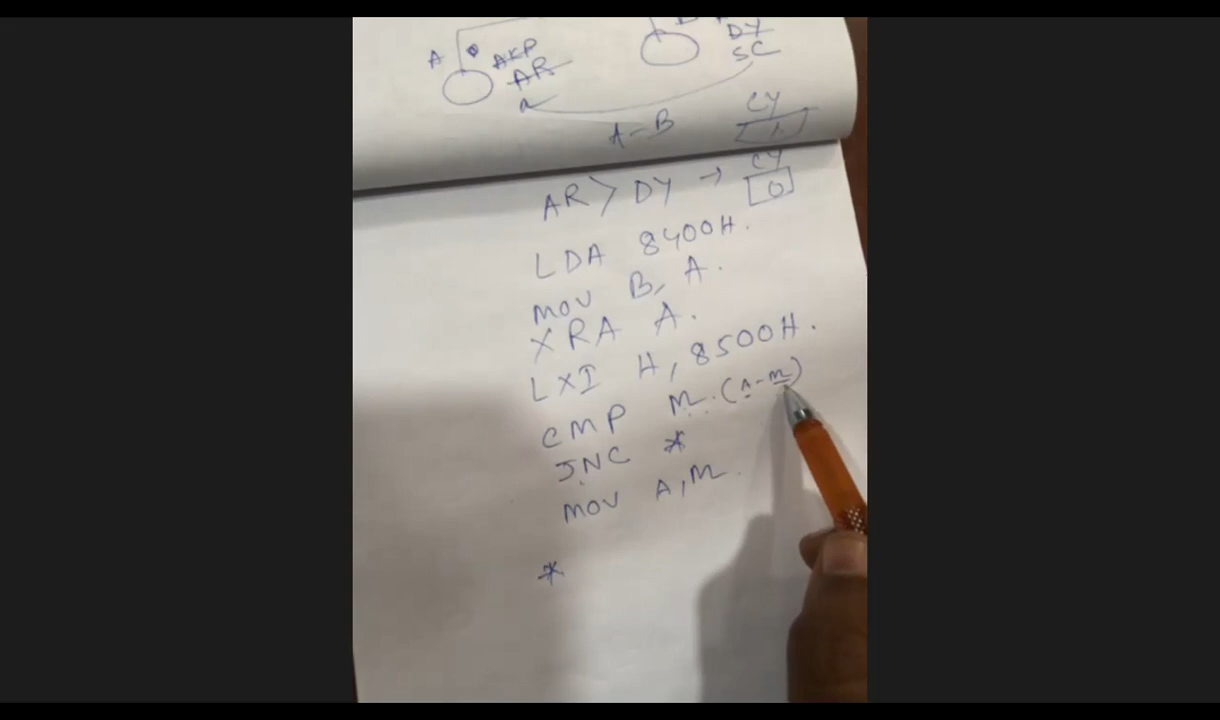 A
AKP
AR
DY
SC
A-B
CY
1
CY
AR > DY → 0
LDA 8400H.
MOV B, A.
XRA A.
LXI H, 8500H.
CMP M. (A-M)
JNC *
MOV A, M.
*